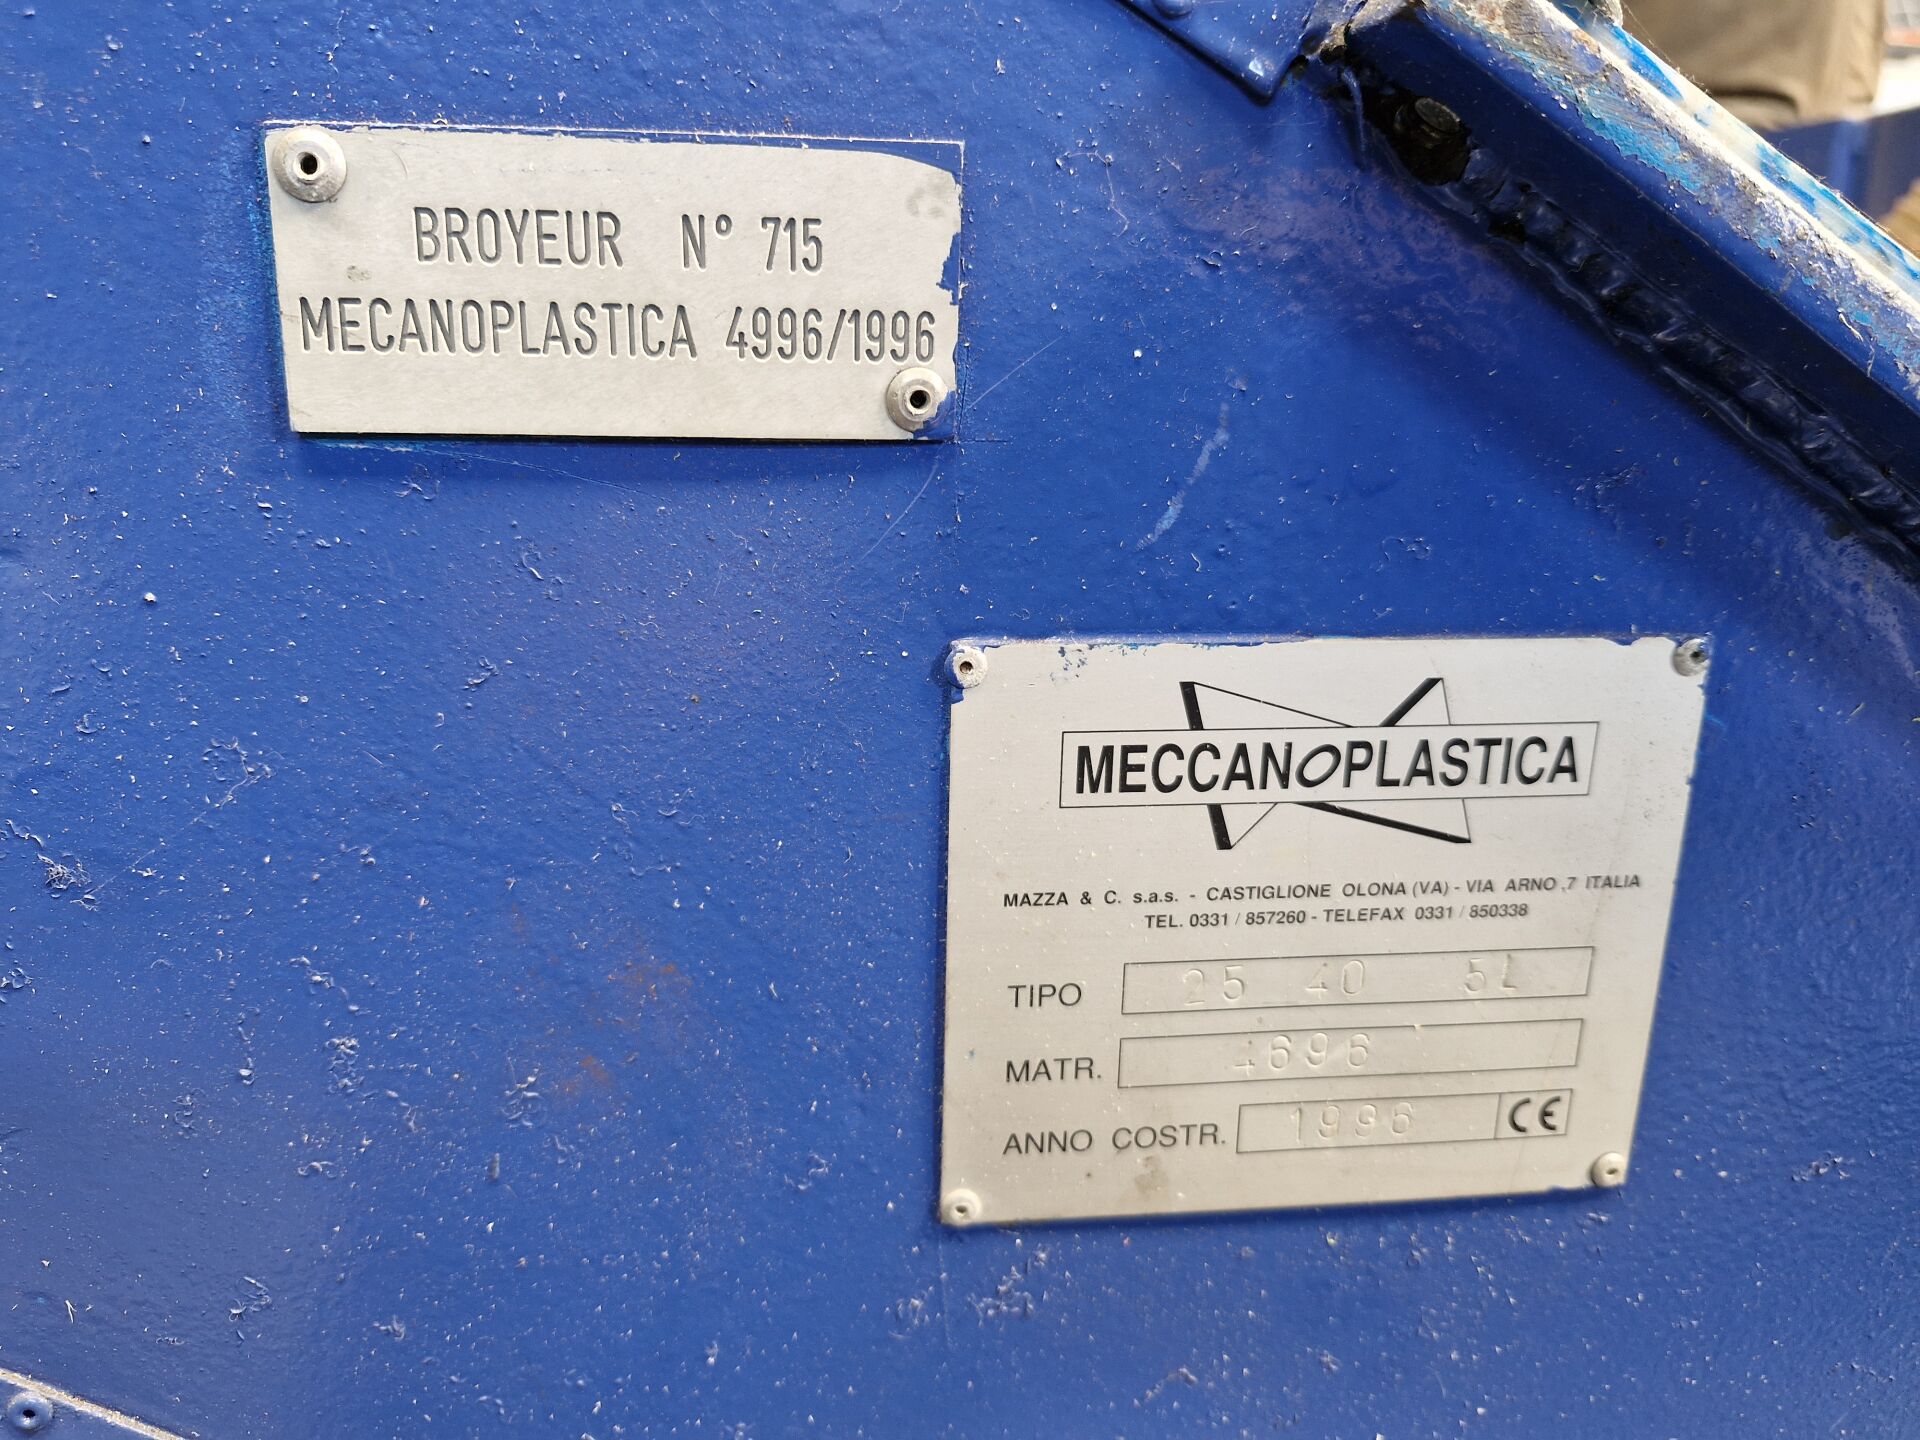 BROYEUR N° 715
MECANOPLASTICA 4996/1996
MECCANOPLASTICA
MAZZA & C. s.a.s. - CASTIGLIONE OLONA (VA) - VIA ARNO ,7 ITALIA
TEL. 0331 / 857260 - TELEFAX 0331 / 850338
TIPO 25 40 5L
MATR. 4696
ANNO COSTR. 1996 CE